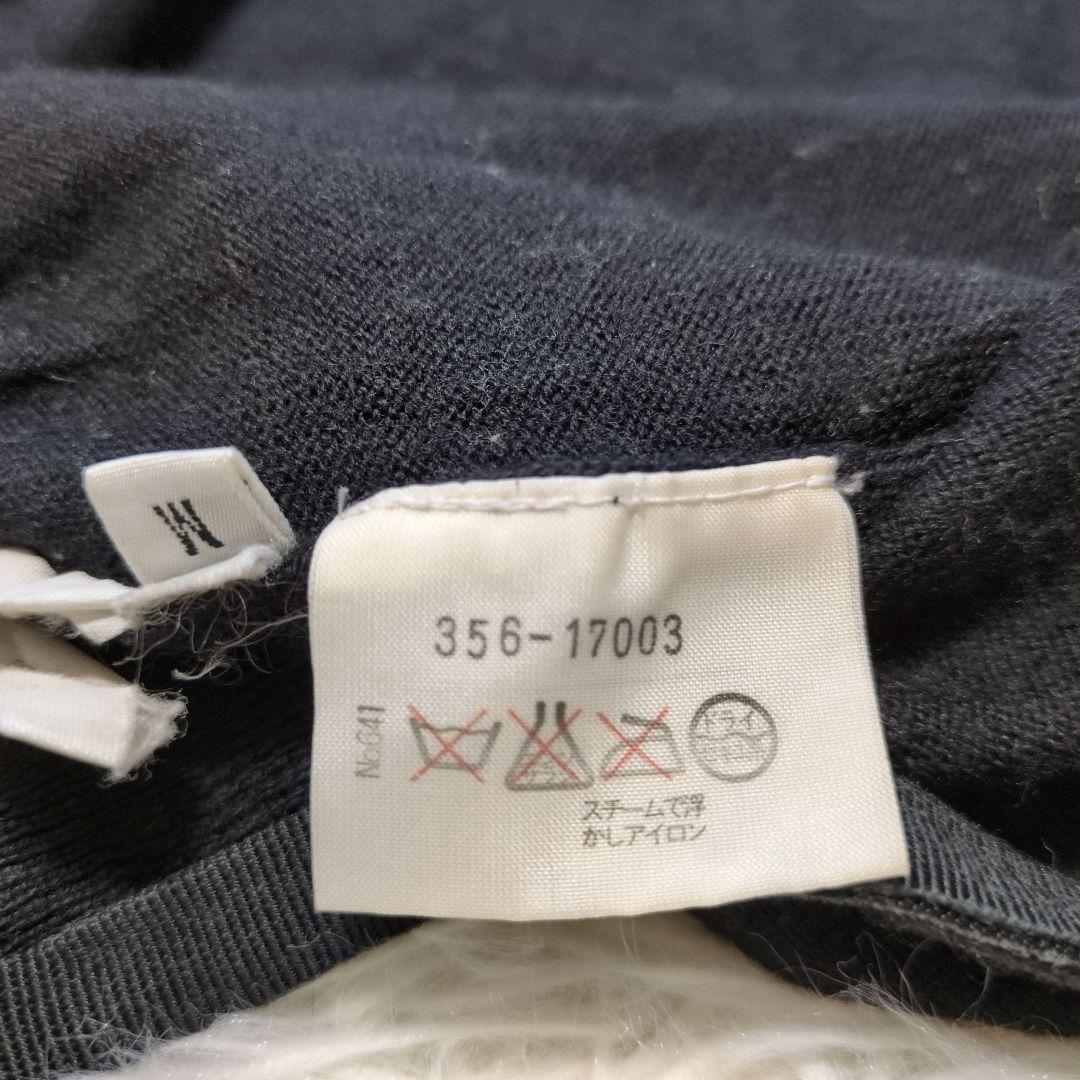 M
356-17003
No.G41
ドライ
スチームで浮
かしアイロン